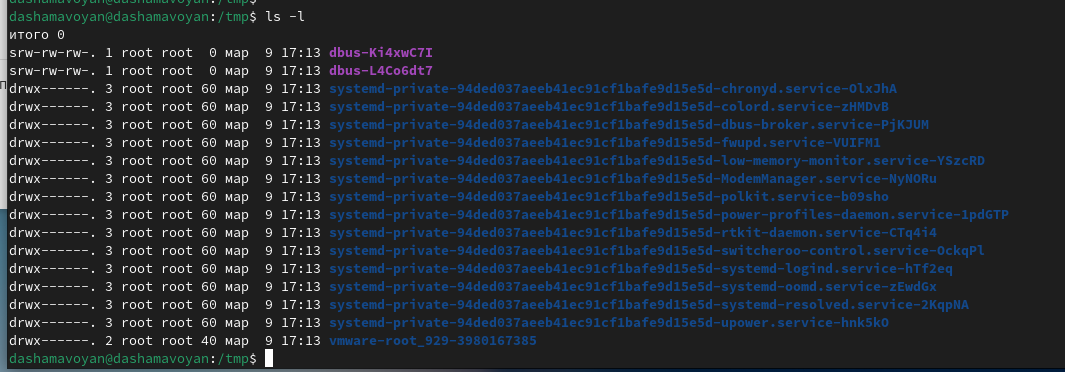 dashamavoyan@dashamavoyan:/tmp$ ls -l
итого 0
srw-rw-rw-. 1 root root  0 мар  9 17:13 dbus-Ki4xwC7I
srw-rw-rw-. 1 root root  0 мар  9 17:13 dbus-L4Co6dt7
drwx------. 3 root root 60 мар  9 17:13 systemd-private-94ded037aeeb41ec91cf1bafe9d15e5d-chronyd.service-OlxJhA
drwx------. 3 root root 60 мар  9 17:13 systemd-private-94ded037aeeb41ec91cf1bafe9d15e5d-colord.service-zHMDvB
drwx------. 3 root root 60 мар  9 17:13 systemd-private-94ded037aeeb41ec91cf1bafe9d15e5d-dbus-broker.service-PjKJUM
drwx------. 3 root root 60 мар  9 17:13 systemd-private-94ded037aeeb41ec91cf1bafe9d15e5d-fwupd.service-VUIFM1
drwx------. 3 root root 60 мар  9 17:13 systemd-private-94ded037aeeb41ec91cf1bafe9d15e5d-low-memory-monitor.service-YSzcRD
drwx------. 3 root root 60 мар  9 17:13 systemd-private-94ded037aeeb41ec91cf1bafe9d15e5d-ModemManager.service-NyNORu
drwx------. 3 root root 60 мар  9 17:13 systemd-private-94ded037aeeb41ec91cf1bafe9d15e5d-polkit.service-b09sho
drwx------. 3 root root 60 мар  9 17:13 systemd-private-94ded037aeeb41ec91cf1bafe9d15e5d-power-profiles-daemon.service-1pdGTP
drwx------. 3 root root 60 мар  9 17:13 systemd-private-94ded037aeeb41ec91cf1bafe9d15e5d-rtkit-daemon.service-CTq4i4
drwx------. 3 root root 60 мар  9 17:13 systemd-private-94ded037aeeb41ec91cf1bafe9d15e5d-switcheroo-control.service-OckqPl
drwx------. 3 root root 60 мар  9 17:13 systemd-private-94ded037aeeb41ec91cf1bafe9d15e5d-systemd-logind.service-hTf2eq
drwx------. 3 root root 60 мар  9 17:13 systemd-private-94ded037aeeb41ec91cf1bafe9d15e5d-systemd-oomd.service-zEwdGx
drwx------. 3 root root 60 мар  9 17:13 systemd-private-94ded037aeeb41ec91cf1bafe9d15e5d-systemd-resolved.service-2KqpNA
drwx------. 3 root root 60 мар  9 17:13 systemd-private-94ded037aeeb41ec91cf1bafe9d15e5d-upower.service-hnk5kO
drwx------. 2 root root 40 мар  9 17:13 vmware-root_929-3980167385
dashamavoyan@dashamavoyan:/tmp$